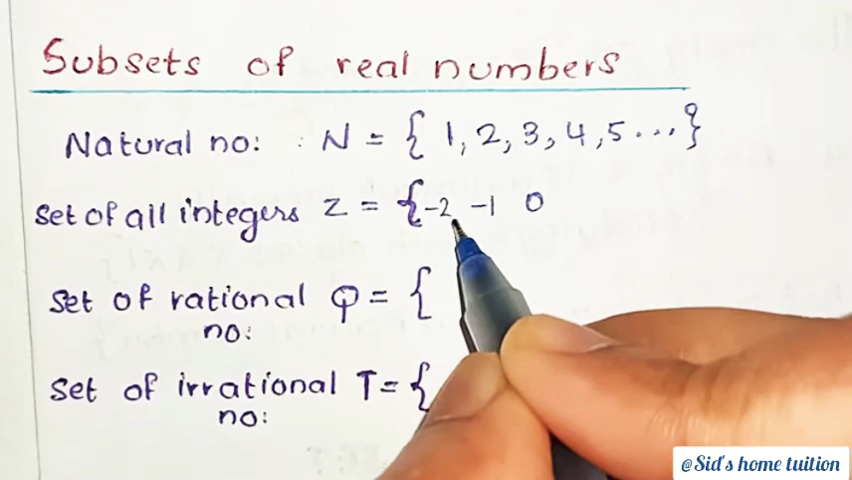 Subsets of real numbers
Natural no: N = { 1, 2, 3, 4, 5 ... }
Set of all integers Z = { -2 -1 0
Set of rational Q = {
no:
Set of irrational T = {
no:
@Sid's home tuition